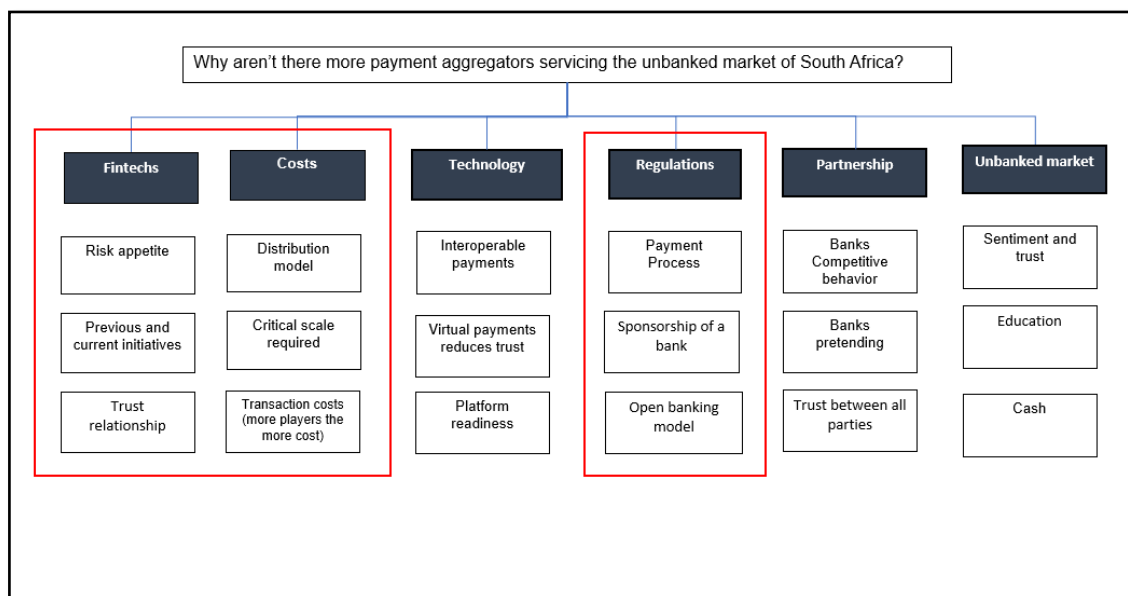 Why aren't there more payment aggregators servicing the unbanked market of South Africa?
Fintechs
Costs
Technology
Regulations
Partnership
Unbanked market
Risk appetite
Distribution
model
Interoperable
payments
Payment
Process
Banks
Competitive
behavior
Sentiment and
trust
Previous and
current initiatives
Critical scale
required
Virtual payments
reduces trust
Sponsorship of a
bank
Banks
pretending
Education
Trust
relationship
Transaction costs
(more players the
more cost)
Platform
readiness
Open banking
model
Trust between all
parties
Cash